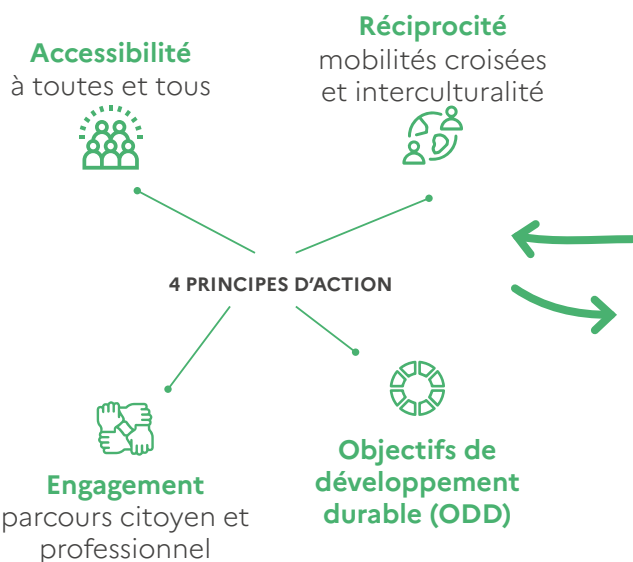 Accessibilité
à toutes et tous
Réciprocité
mobilités croisées
et interculturalité
4 PRINCIPES D'ACTION
Engagement
parcours citoyen et
professionnel
Objectifs de
développement
durable (ODD)